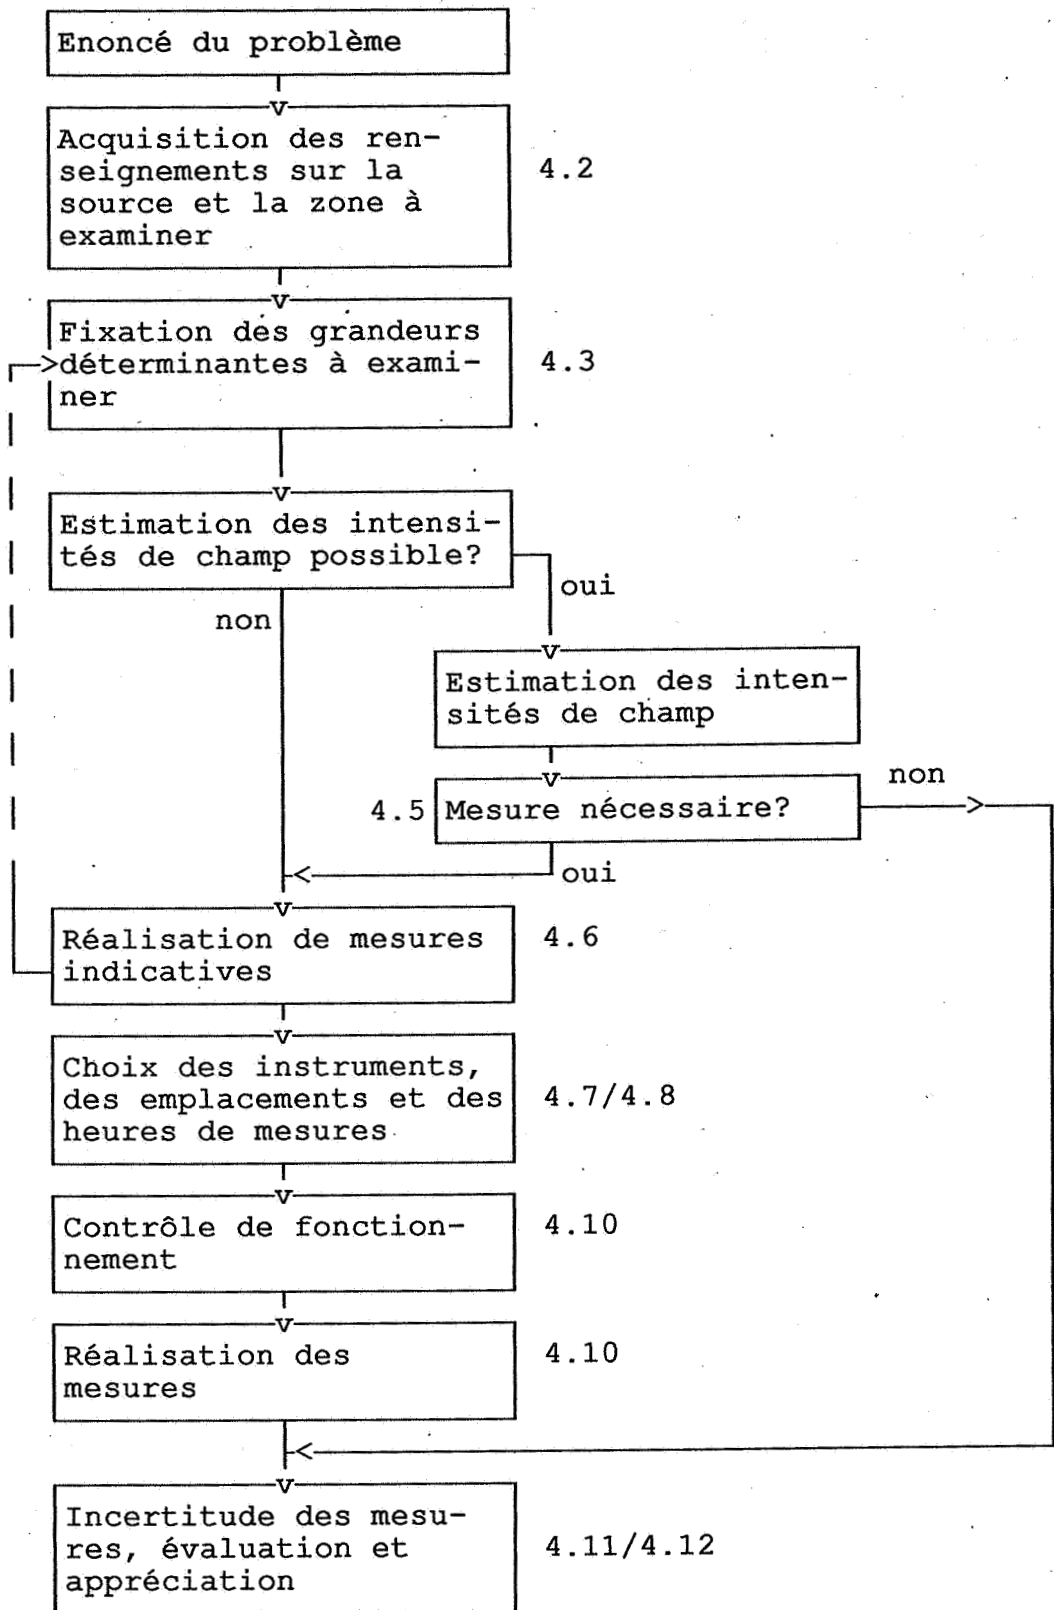 Enoncé du problème
Acquisition des ren-
seignements sur la
source et la zone à
examiner
4.2
Fixation des grandeurs
déterminantes à exami-
ner
4.3
Estimation des intensi-
tés de champ possible?
oui
non
Estimation des inten-
sités de champ
4.5
Mesure nécessaire?
non
oui
Réalisation de mesures
indicatives
4.6
Choix des instruments,
des emplacements et des
heures de mesures
4.7/4.8
Contrôle de fonction-
nement
4.10
Réalisation des
mesures
4.10
Incertitude des mesu-
res, évaluation et
appréciation
4.11/4.12